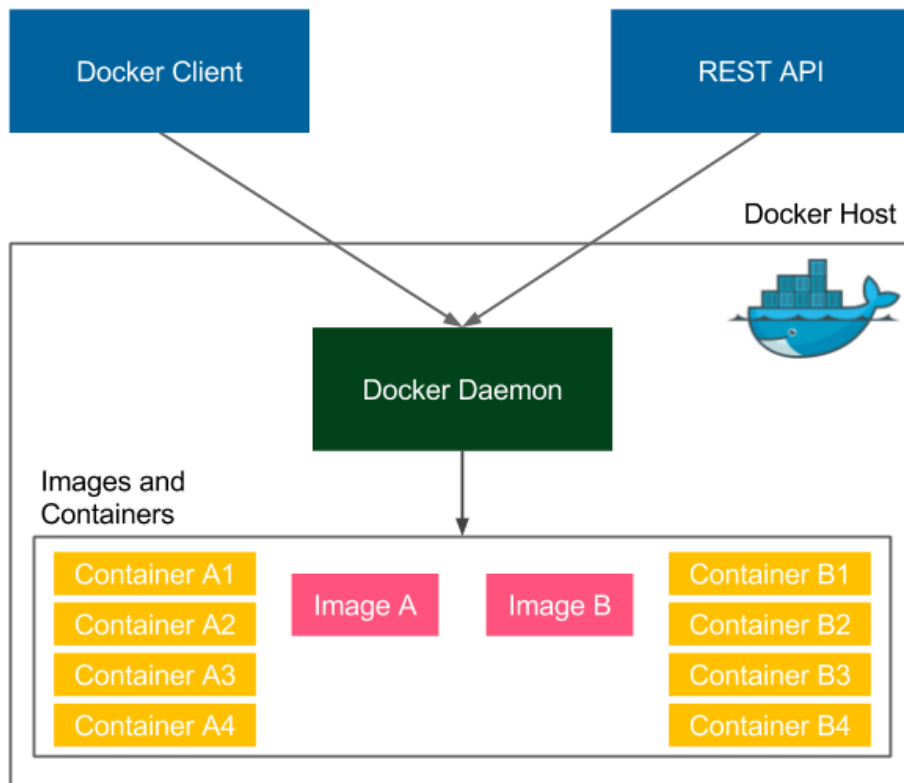 Docker Client
REST API
Docker Host
Docker Daemon
Images and
Containers
Container A1
Container A2
Container A3
Container A4
Image A
Image B
Container B1
Container B2
Container B3
Container B4